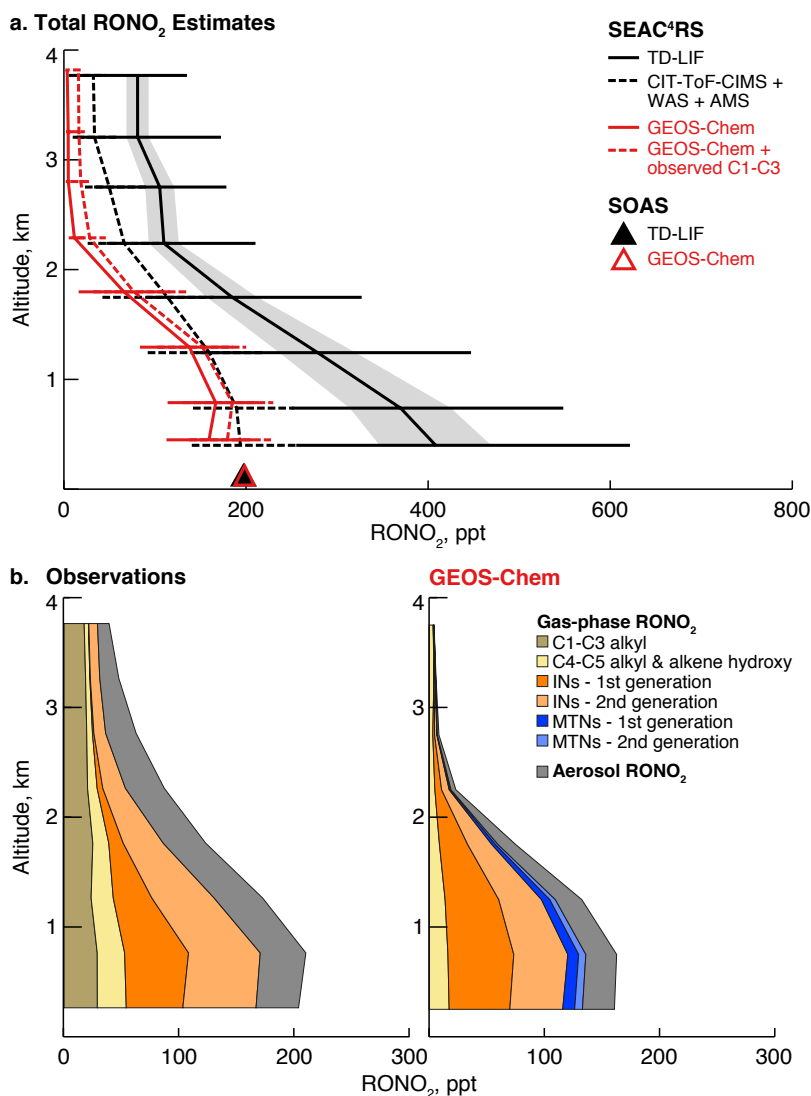 a. Total RONO₂ Estimates
SEAC⁴RS
TD-LIF
CIT-ToF-CIMS +
WAS + AMS
GEOS-Chem
GEOS-Chem +
observed C1-C3
SOAS
TD-LIF
GEOS-Chem
4
3
2
1
Altitude, km
0
200
400
600
800
RONO₂, ppt
b. Observations
GEOS-Chem
4
3
2
1
Altitude, km
0
100
200
300
4
3
2
1
0
100
200
300
RONO₂, ppt
Gas-phase RONO₂
C1-C3 alkyl
C4-C5 alkyl & alkene hydroxy
INs - 1st generation
INs - 2nd generation
MTNs - 1st generation
MTNs - 2nd generation
Aerosol RONO₂